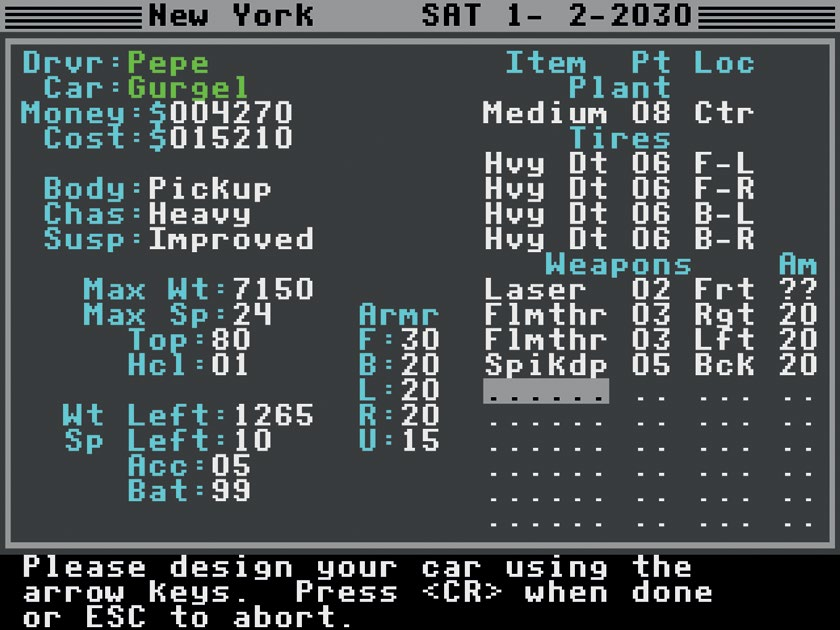 New York SAT 1- 2-2030
Drvr:Pepe Item Pt Loc
Car:Gurgel Plant
Money:$004270 Medium 08 Ctr
Cost:$015210 Tires
Hvy Dt 06 F-L
Body:Pickup Hvy Dt 06 F-R
Chas:Heavy Hvy Dt 06 B-L
Susp:Improved Hvy Dt 06 B-R
Weapons Am
Max Wt:7150 Laser 02 Frt ??
Max Sp:24 Armr Flmthr 03 Rgt 20
Top:80 F:30 Flmthr 03 Lft 20
Hcl:01 B:20 Spikdp 05 Bck 20
L:20 ...... .. ... ..
Wt Left:1265 R:20 ...... .. ... ..
Sp Left:10 U:15 ...... .. ... ..
Acc:05 ...... .. ... ..
Bat:99 ...... .. ... ..
...... .. ... ..
Please design your car using the
arrow keys. Press <CR> when done
or ESC to abort.